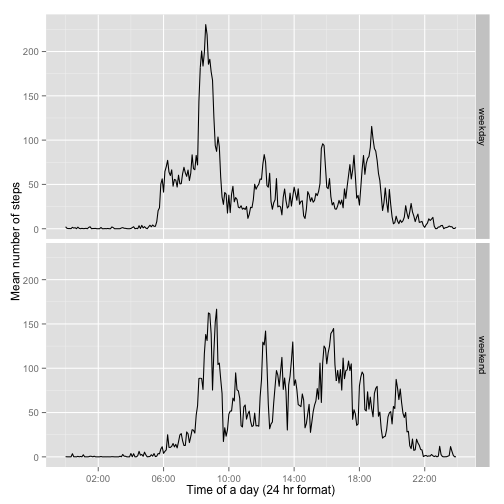 Mean number of steps
200
150
100
50
0
weekday
200
150
100
50
0
weekend
02:00 06:00 10:00 14:00 18:00 22:00
Time of a day (24 hr format)